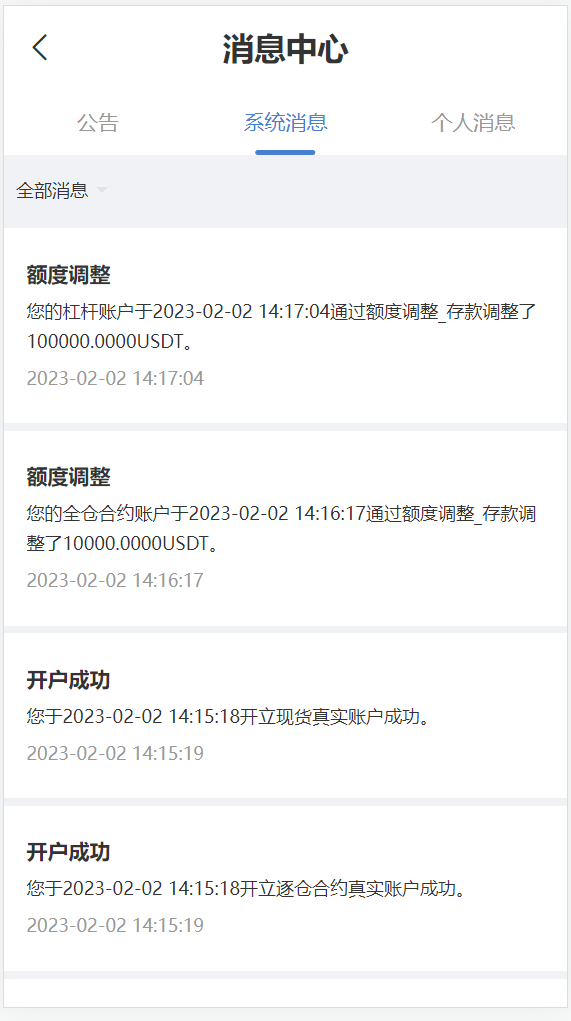 消息中心
公告 系统消息 个人消息
全部消息
额度调整
您的杠杆账户于2023-02-02 14:17:04通过额度调整_存款调整了
100000.0000USDT。
2023-02-02 14:17:04
额度调整
您的全仓合约账户于2023-02-02 14:16:17通过额度调整_存款调
整了10000.0000USDT。
2023-02-02 14:16:17
开户成功
您于2023-02-02 14:15:18开立现货真实账户成功。
2023-02-02 14:15:19
开户成功
您于2023-02-02 14:15:18开立逐仓合约真实账户成功。
2023-02-02 14:15:19